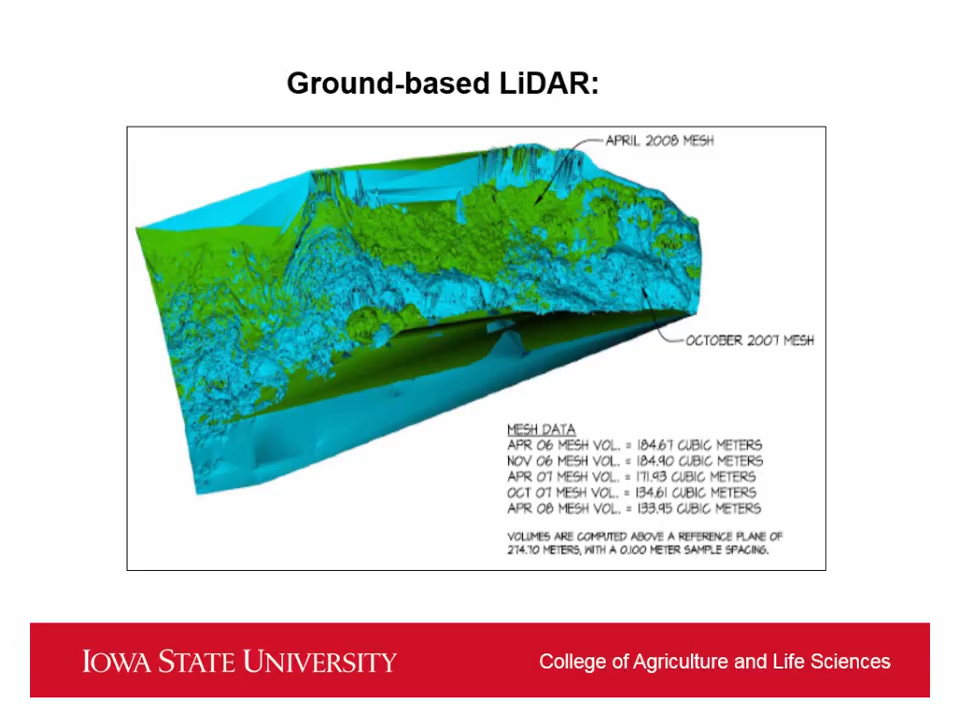 Ground-based LiDAR:
APRIL 2008 MESH
OCTOBER 2007 MESH
MESH DATA
APR 06 MESH VOL. = 184.67 CUBIC METERS
NOV 06 MESH VOL. = 184.90 CUBIC METERS
APR 07 MESH VOL. = 171.93 CUBIC METERS
OCT 07 MESH VOL. = 134.61 CUBIC METERS
APR 08 MESH VOL. = 133.95 CUBIC METERS
VOLUMES ARE COMPUTED ABOVE A REFERENCE PLANE OF
274.70 METERS, WITH A 0.100 METER SAMPLE SPACING.
IOWA STATE UNIVERSITY
College of Agriculture and Life Sciences